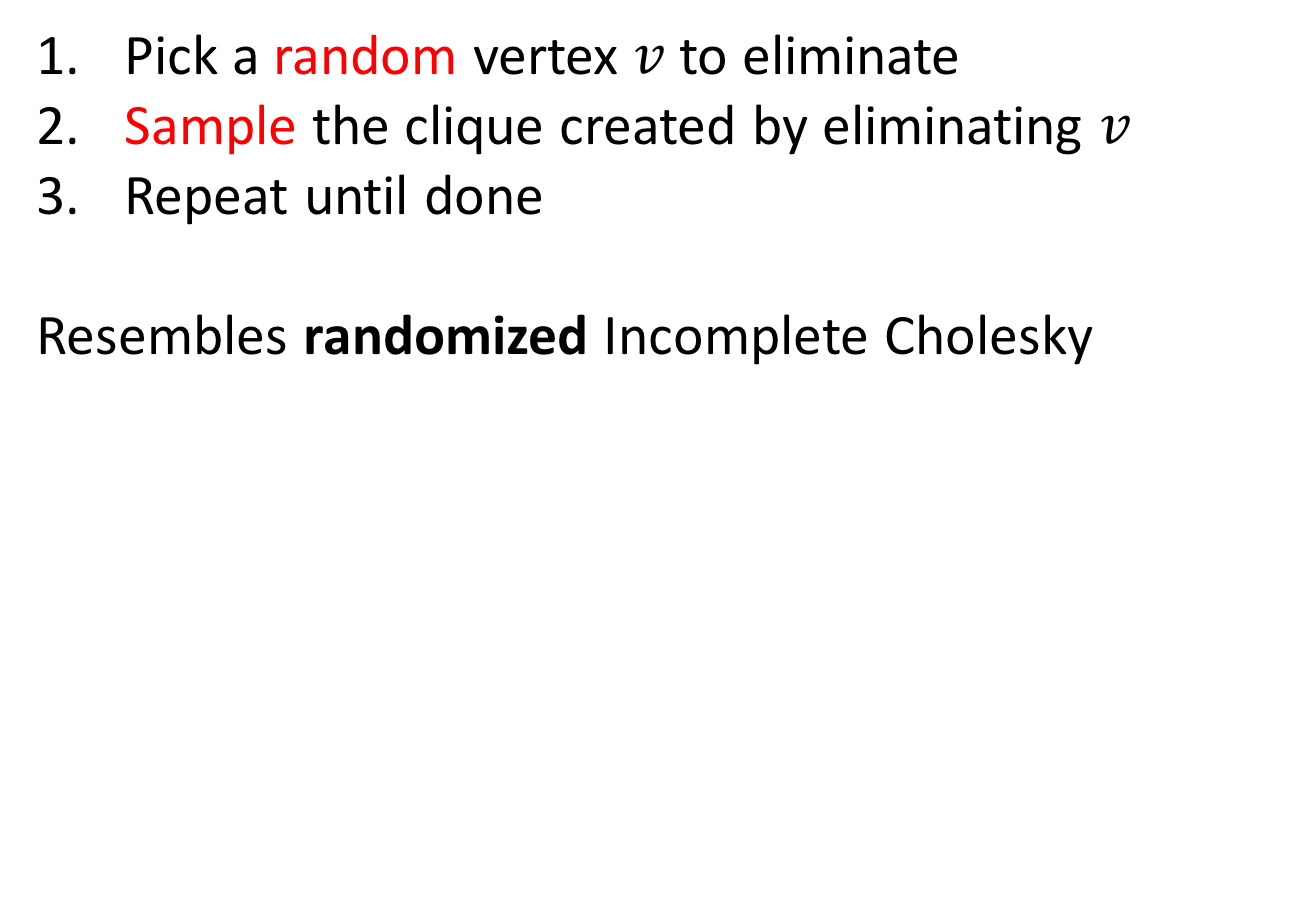 1. Pick a random vertex 𝑣 to eliminate
2. Sample the clique created by eliminating 𝑣
3. Repeat until done
Resembles randomized Incomplete Cholesky